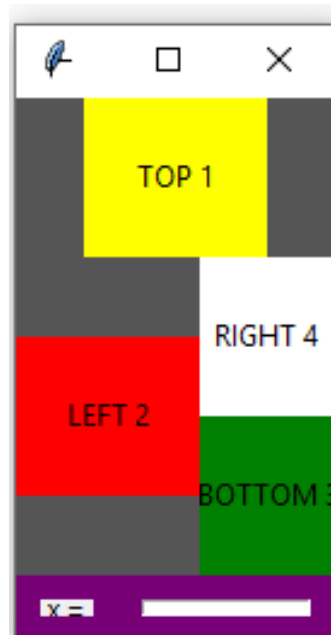 TOP 1
RIGHT 4
LEFT 2
BOTTOM 3
x =